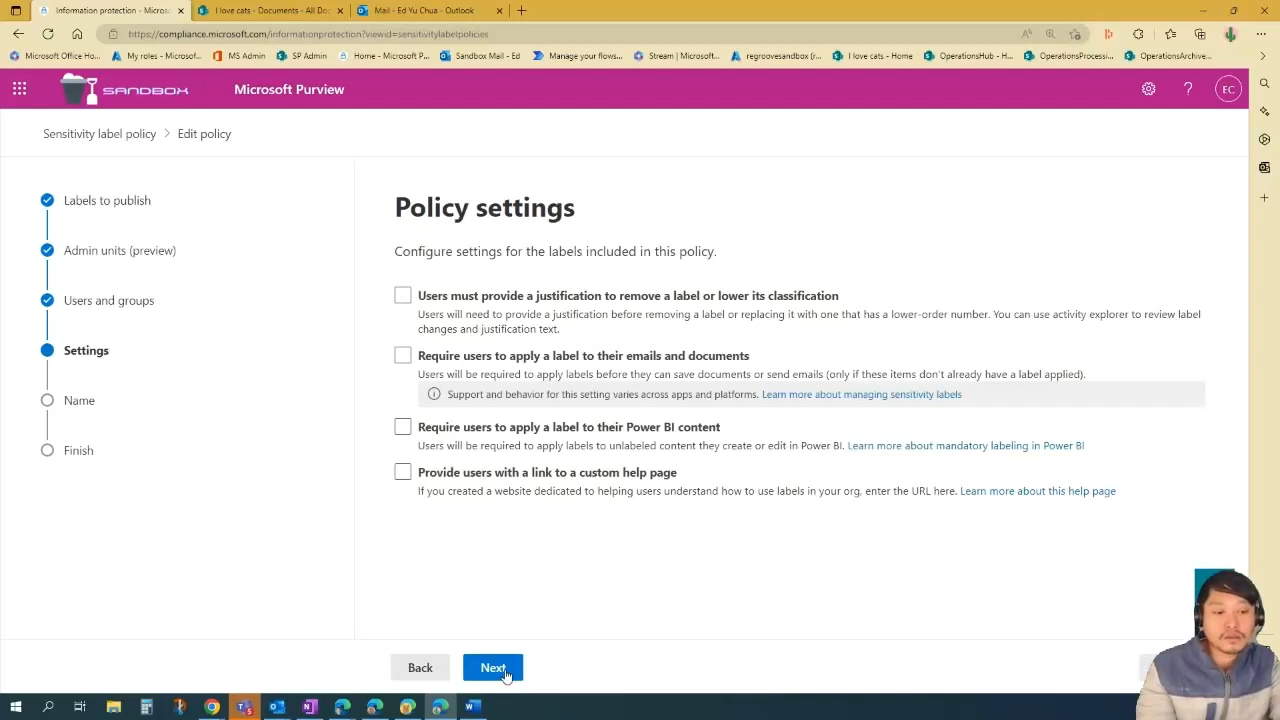 Information protection - Micros
I love cats - Documents - All Do
Mail - Ed Yu Chua - Outlook
https://compliance.microsoft.com/informationprotection?viewid=sensitivitylabelpolicies
Microsoft Office Ho...
My roles - Microsof...
MS Admin
SP Admin
Home - Microsoft P...
Sandbox - Ed
Manage your flows...
Stream | Microsoft...
regroovesandbox (r...
I love cats - Home
OperationsHub - H...
OperationsProcessi...
OperationsArchive...
SANDBOX
Microsoft Purview
EC
Sensitivity label policy > Edit policy
Labels to publish
Admin units (preview)
Users and groups
Settings
Name
Finish
Policy settings
Configure settings for the labels included in this policy.
Users must provide a justification to remove a label or lower its classification
Users will need to provide a justification before removing a label or replacing it with one that has a lower-order number. You can use activity explorer to review label
changes and justification text.
Require users to apply a label to their emails and documents
Users will be required to apply labels before they can save documents or send emails (only if these items don't already have a label applied).
Support and behavior for this setting varies across apps and platforms. Learn more about managing sensitivity labels
Require users to apply a label to their Power BI content
Users will be required to apply labels to unlabeled content they create or edit in Power BI. Learn more about mandatory labeling in Power BI
Provide users with a link to a custom help page
If you created a website dedicated to helping users understand how to use labels in your org, enter the URL here. Learn more about this help page
Back
Next